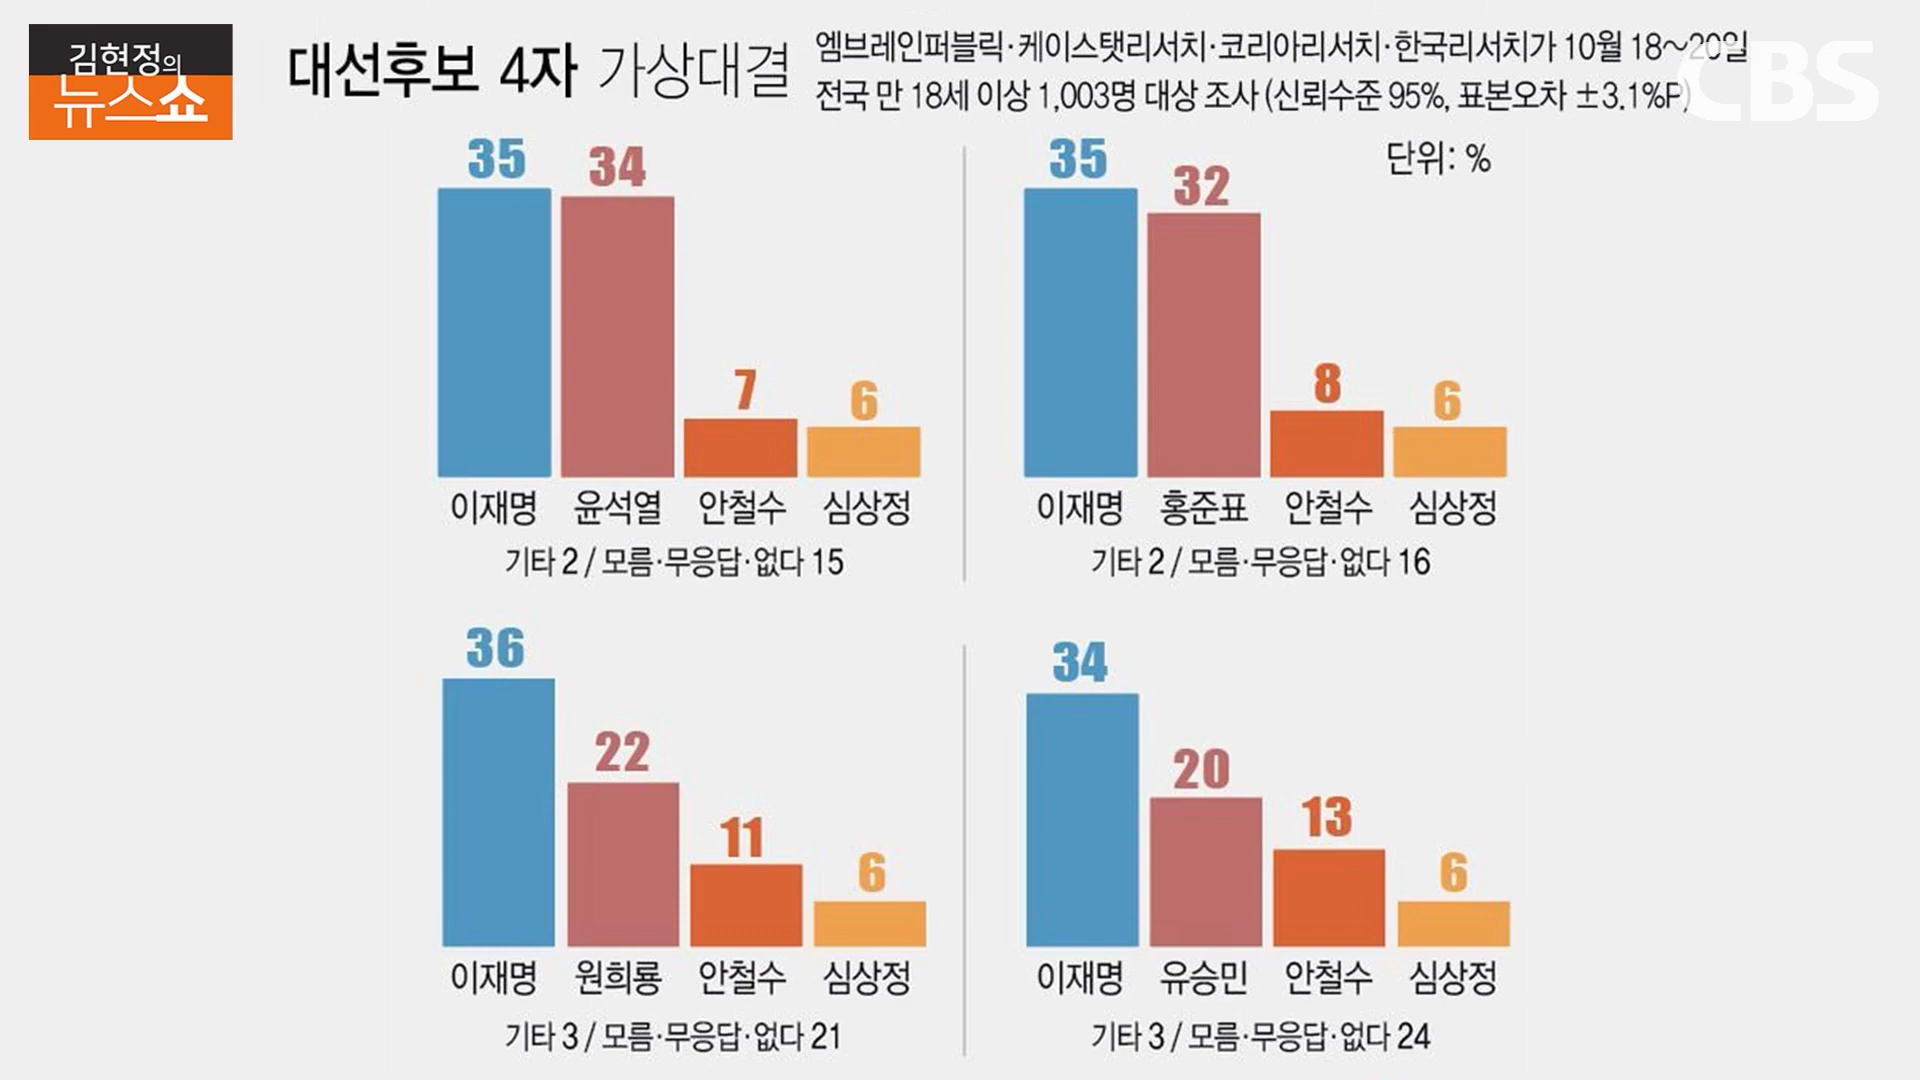 김현정의
뉴스쇼
대선후보 4자 가상대결
엠브레인퍼블릭·케이스탯리서치·코리아리서치·한국리서치가 10월 18~20일
전국 만 18세 이상 1,003명 대상 조사 (신뢰수준 95%, 표본오차 ±3.1%P)
CBS
단위: %
35 34 7 6
이재명 윤석열 안철수 심상정
기타 2 / 모름·무응답·없다 15
35 32 8 6
이재명 홍준표 안철수 심상정
기타 2 / 모름·무응답·없다 16
36 22 11 6
이재명 원희룡 안철수 심상정
기타 3 / 모름·무응답·없다 21
34 20 13 6
이재명 유승민 안철수 심상정
기타 3 / 모름·무응답·없다 24